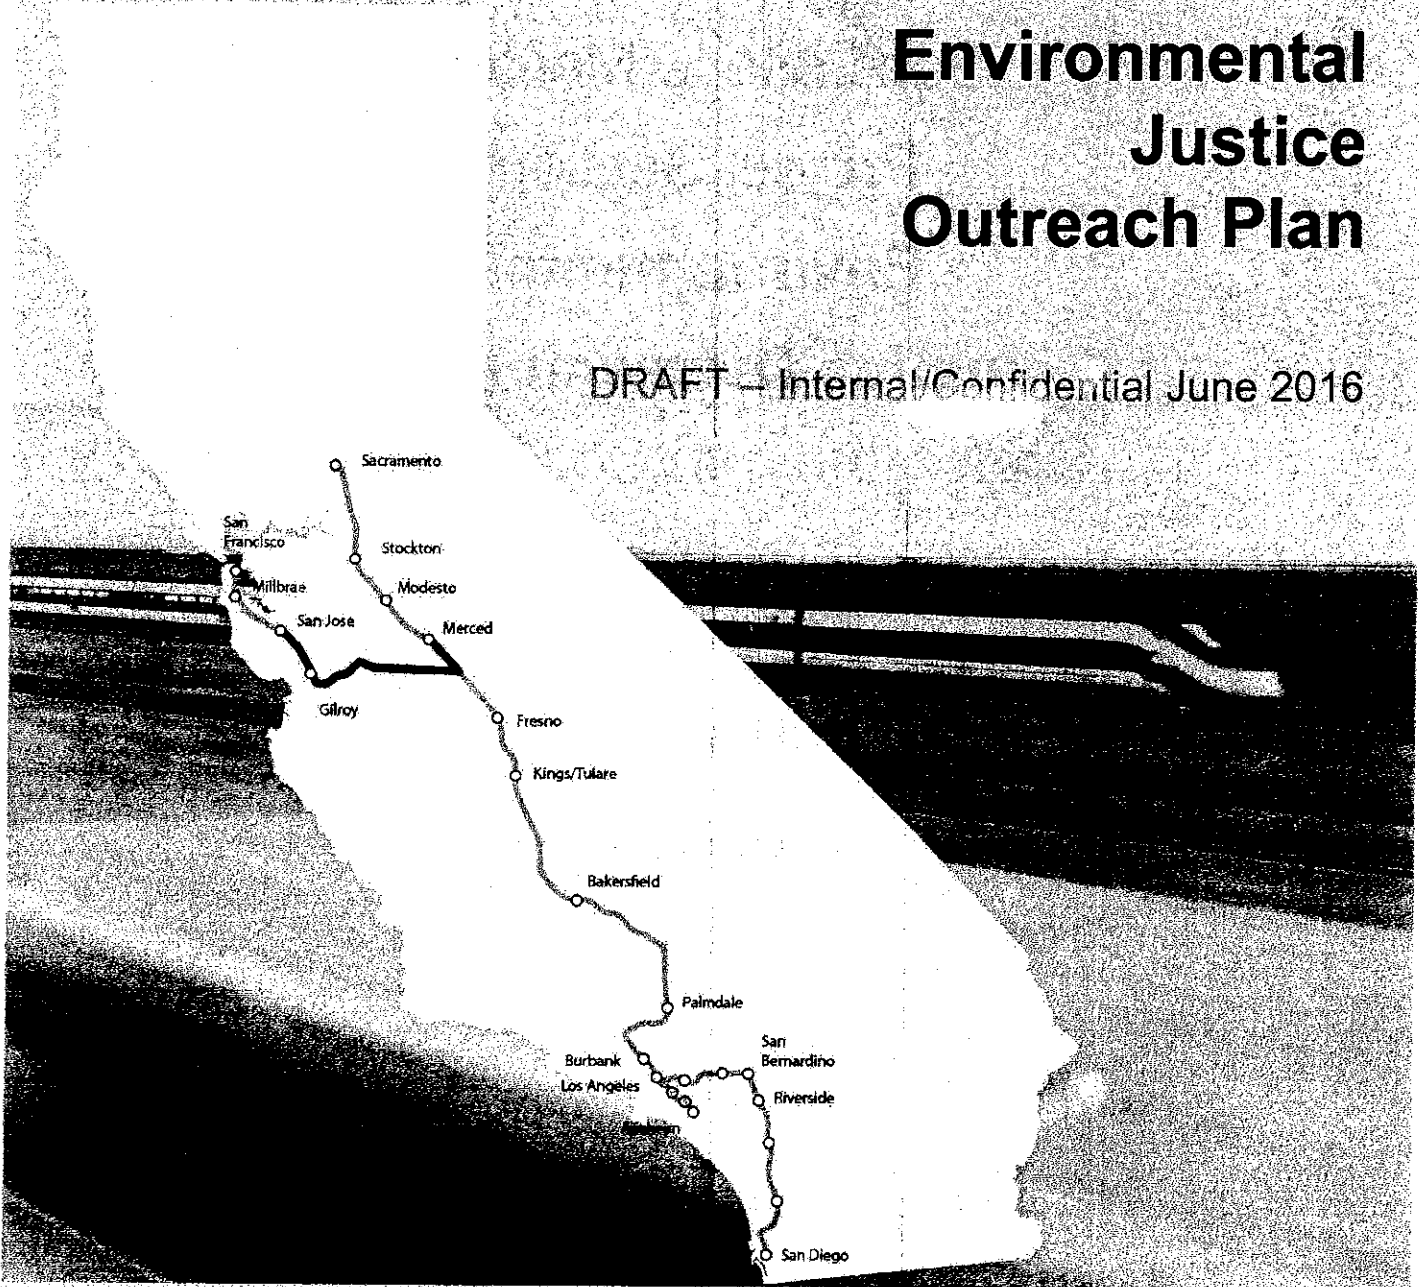 Environmental
Justice
Outreach Plan
DRAFT – Internal/Confidential June 2016
Sacramento
San
Francisco
Stockton
Millbrae
Modesto
San Jose
Merced
Gilroy
Fresno
Kings/Tulare
Bakersfield
Palmdale
San
Bernardino
Burbank
Los Angeles
Riverside
Anaheim
San Diego